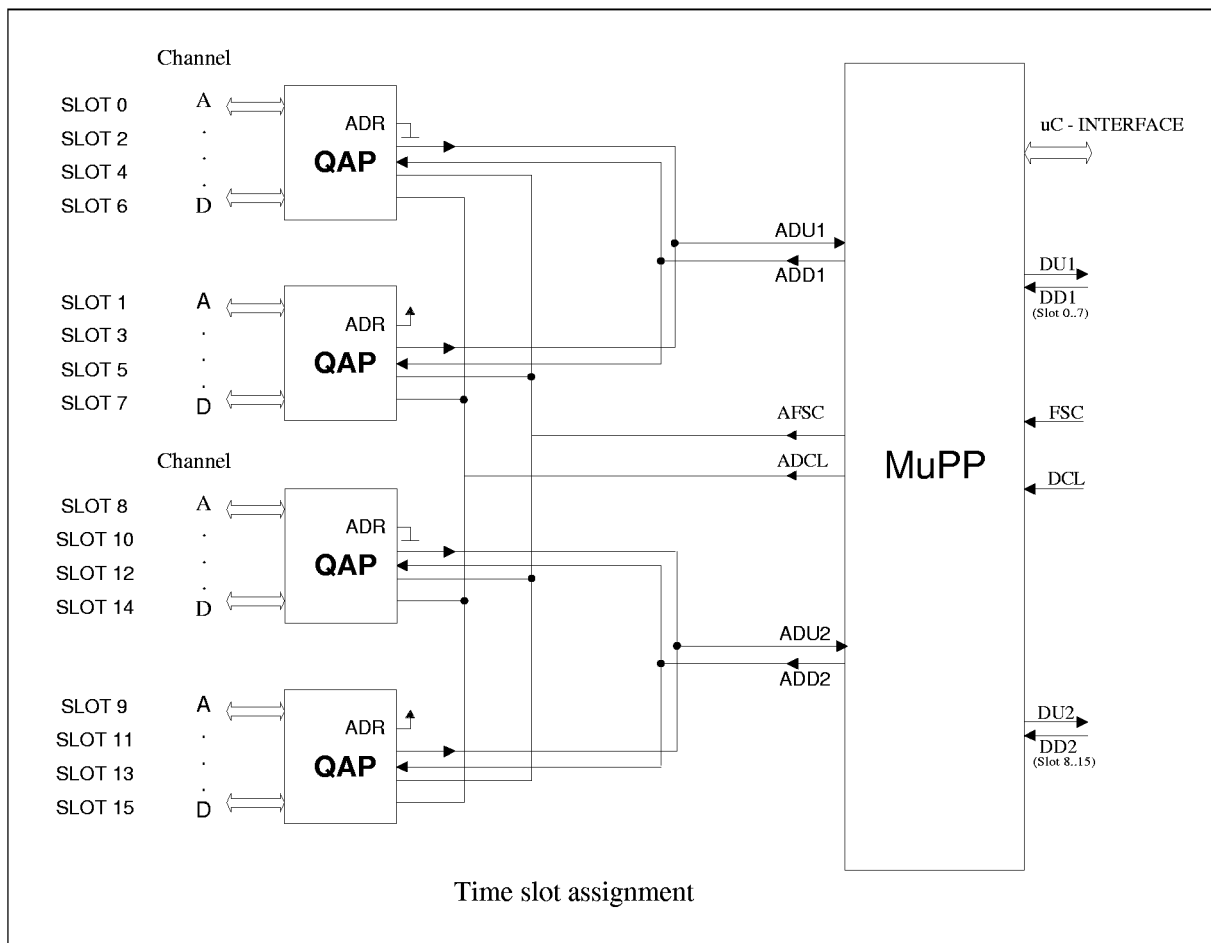 Channel
SLOT 0 A
SLOT 2 .
SLOT 4 .
SLOT 6 . D
ADR
QAP
SLOT 1 A
SLOT 3 .
SLOT 5 .
SLOT 7 . D
ADR
QAP
Channel
SLOT 8 A
SLOT 10 .
SLOT 12 .
SLOT 14 . D
ADR
QAP
SLOT 9 A
SLOT 11 .
SLOT 13 .
SLOT 15 . D
ADR
QAP
ADU1
ADD1
AFSC
ADCL
ADU2
ADD2
MuPP
uC - INTERFACE
DU1
DD1
(Slot 0..7)
FSC
DCL
DU2
DD2
(Slot 8..15)
Time slot assignment